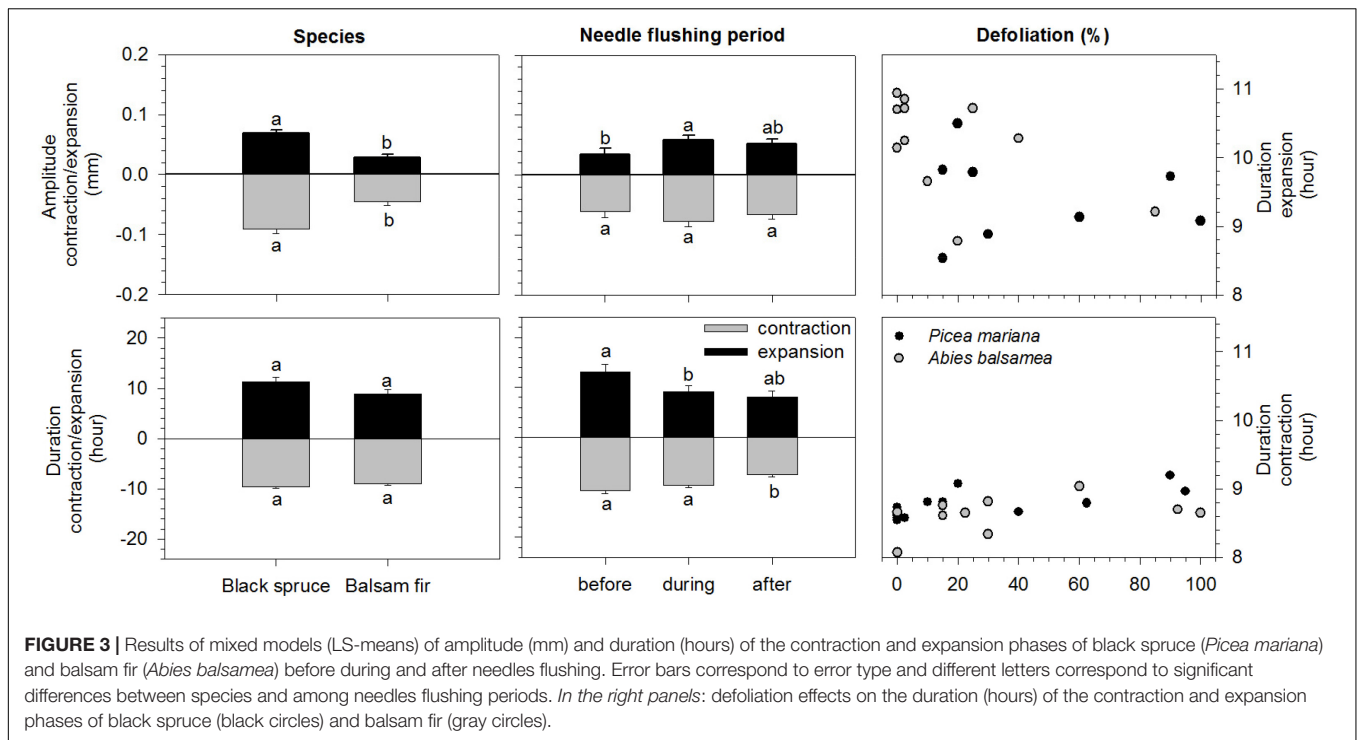 Species
Needle flushing period
Defoliation (%)
Amplitude
contraction/expansion
(mm)
0.2
0.1
0.0
-0.1
-0.2
a
b
a
b
b
a
ab
a
a
a
11
10
9
8
Duration
expansion
(hour)
Duration
contraction/expansion
(hour)
20
10
0
-10
-20
a
a
a
a
contraction
expansion
a
b
ab
a
a
b
Picea mariana
Abies balsamea
11
10
9
8
Duration
contraction
(hour)
Black spruce Balsam fir
before during after
0 20 40 60 80 100
FIGURE 3 | Results of mixed models (LS-means) of amplitude (mm) and duration (hours) of the contraction and expansion phases of black spruce (Picea mariana)
and balsam fir (Abies balsamea) before during and after needles flushing. Error bars correspond to error type and different letters correspond to significant
differences between species and among needles flushing periods. In the right panels: defoliation effects on the duration (hours) of the contraction and expansion
phases of black spruce (black circles) and balsam fir (gray circles).